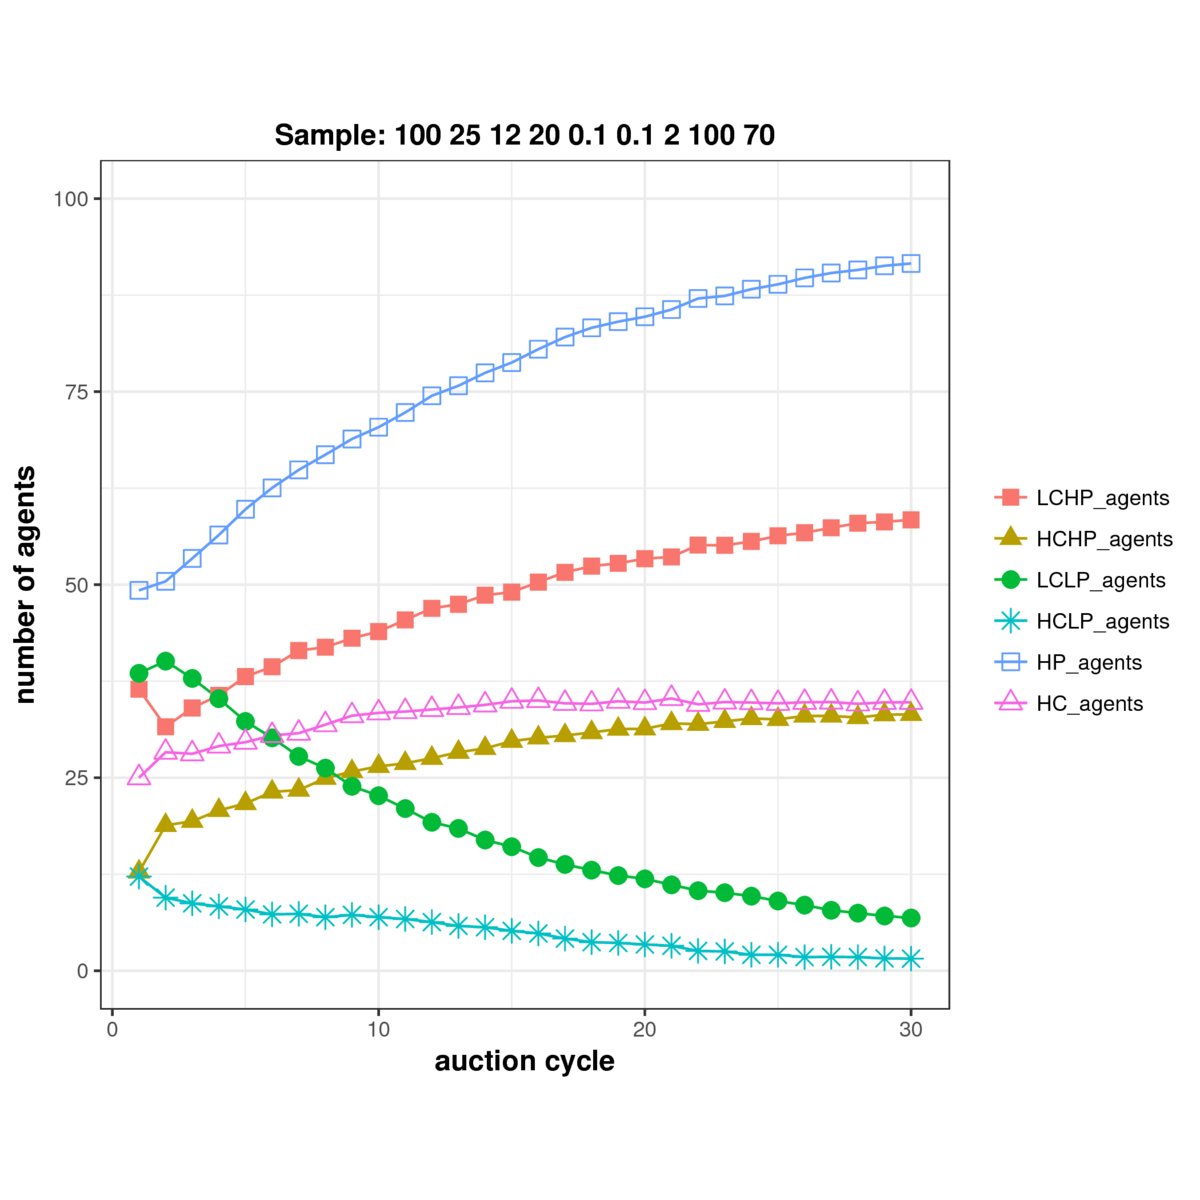 Sample: 100 25 12 20 0.1 0.1 2 100 70
number of agents
100
75
50
25
0
0 10 20 30
auction cycle
LCHP_agents
HCHP_agents
LCLP_agents
HCLP_agents
HP_agents
HC_agents